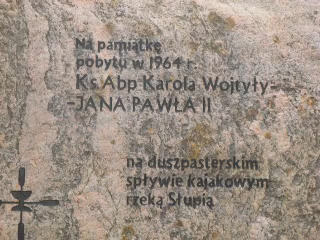 Na pamiątkę
pobytu w 1964 r.
Ks Abp Karola Wojtyły-
-JANA PAWŁA II
na duszpasterskim
spływie kajakowym
rzeką Słupią